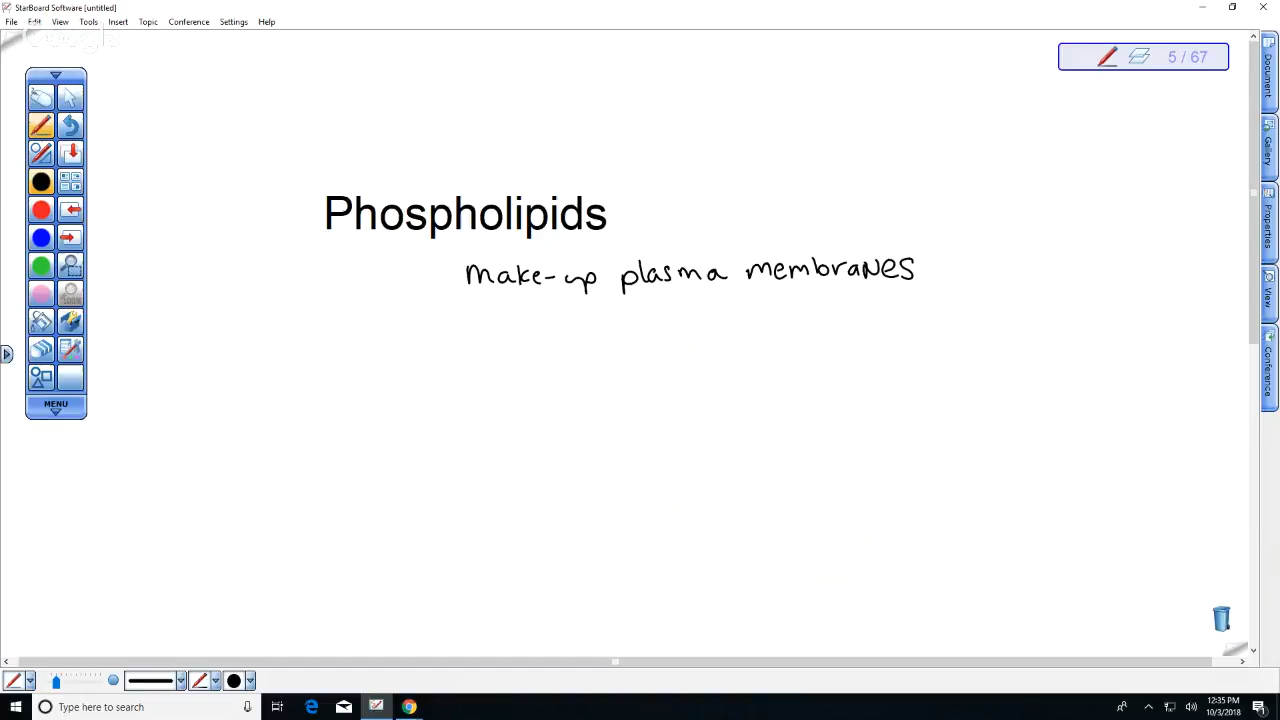 StarBoard Software [untitled]
File Edit View Tools Insert Topic Conference Settings Help
5 / 67
Document
Gallery
Properties
View
Conference
Phospholipids
Make-up plasma membranes
MENU
Type here to search
12:35 PM
10/3/2018